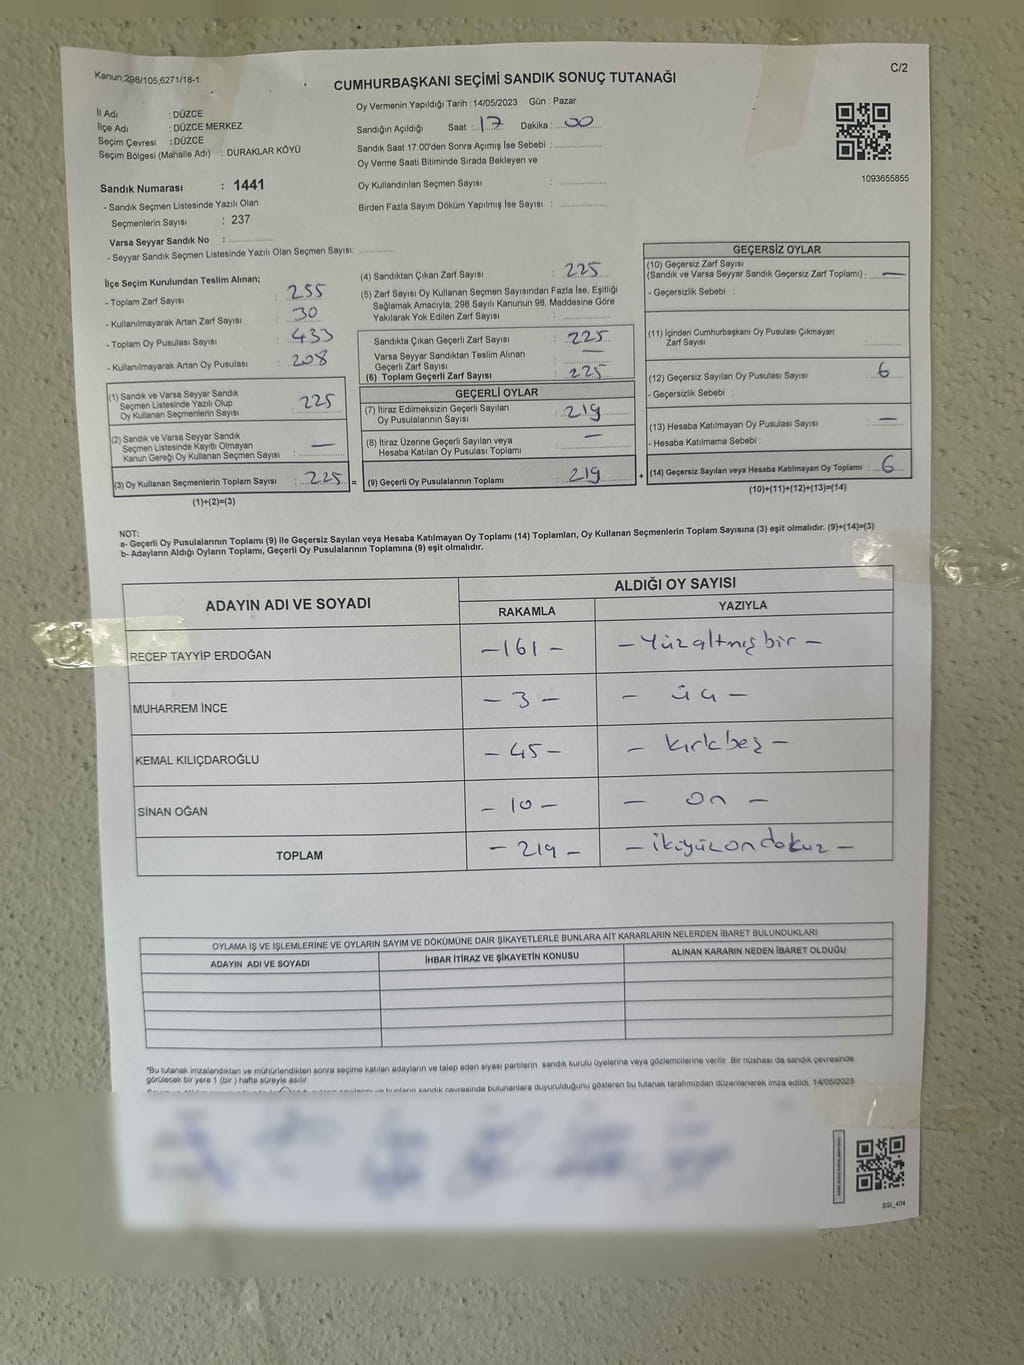 Kanun;298/105,6271/18-1
C/2
CUMHURBAŞKANI SEÇİMİ SANDIK SONUÇ TUTANAĞI
Oy Vermenin Yapıldığı Tarih :14/05/2023 Gün : Pazar
İl Adı : DÜZCE
İlçe Adı : DÜZCE MERKEZ
Seçim Çevresi : DÜZCE
Seçim Bölgesi (Mahalle Adı) : DURAKLAR KÖYÜ
Sandığın Açıldığı Saat : 17 Dakika : 00
Sandık Saat 17:00'den Sonra Açımış İse Sebebi :
Oy Verme Saati Bitiminde Sırada Bekleyen ve
Oy Kullandırılan Seçmen Sayısı :
Birden Fazla Sayım Döküm Yapılmış İse Sayısı :
1093655855
Sandık Numarası : 1441
- Sandık Seçmen Listesinde Yazılı Olan
Seçmenlerin Sayısı : 237
Varsa Seyyar Sandık No :
- Seyyar Sandık Seçmen Listesinde Yazılı Olan Seçmen Sayısı:
İlçe Seçim Kurulundan Teslim Alınan;
- Toplam Zarf Sayısı : 255
- Kullanılmayarak Artan Zarf Sayısı : 30
- Toplam Oy Pusulası Sayısı : 433
- Kullanılmayarak Artan Oy Pusulası : 208
(1) Sandık ve Varsa Seyyar Sandık
Seçmen Listesinde Yazılı Olup
Oy Kullanan Seçmenlerin Sayısı : 225
(2) Sandık ve Varsa Seyyar Sandık
Seçmen Listesinde Kayıtlı Olmayan
Kanun Gereği Oy Kullanan Seçmen Sayısı : —
(3) Oy Kullanan Seçmenlerin Toplam Sayısı : 225 =
(1)+(2)=(3)
(4) Sandıktan Çıkan Zarf Sayısı : 225
(5) Zarf Sayısı Oy Kullanan Seçmen Sayısından Fazla İse, Eşitliği
Sağlamak Amacıyla; 298 Sayılı Kanunun 98. Maddesine Göre
Yakılarak Yok Edilen Zarf Sayısı :
Sandıkta Çıkan Geçerli Zarf Sayısı : 225
Varsa Seyyar Sandıktan Teslim Alınan
Geçerli Zarf Sayısı : —
(6) Toplam Geçerli Zarf Sayısı : 225
GEÇERLİ OYLAR
(7) İtiraz Edilmeksizin Geçerli Sayılan
Oy Pusulalarının Sayısı : 219
(8) İtiraz Üzerine Geçerli Sayılan veya
Hesaba Katılan Oy Pusulası Toplamı : —
(9) Geçerli Oy Pusulalarının Toplamı : 219 +
GEÇERSİZ OYLAR
(10) Geçersiz Zarf Sayısı
(Sandık ve Varsa Seyyar Sandık Geçersiz Zarf Toplamı) : —
- Geçersizlik Sebebi :
(11) İçinden Cumhurbaşkanı Oy Pusulası Çıkmayan
Zarf Sayısı :
(12) Geçersiz Sayılan Oy Pusulası Sayısı : 6
- Geçersizlik Sebebi :
(13) Hesaba Katılmayan Oy Pusulası Sayısı : —
- Hesaba Katılmama Sebebi :
(14) Geçersiz Sayılan veya Hesaba Katılmayan Oy Toplamı : 6
(10)+(11)+(12)+(13)=(14)
NOT:
a- Geçerli Oy Pusulalarının Toplamı (9) ile Geçersiz Sayılan veya Hesaba Katılmayan Oy Toplamı (14) Toplamları, Oy Kullanan Seçmenlerin Toplam Sayısına (3) eşit olmalıdır. (9)+(14)=(3)
b- Adayların Aldığı Oyların Toplamı, Geçerli Oy Pusulalarının Toplamına (9) eşit olmalıdır.
ADAYIN ADI VE SOYADI ALDIĞI OY SAYISI
RAKAMLA YAZIYLA
RECEP TAYYİP ERDOĞAN -161- - Yüzaltmışbir -
MUHARREM İNCE - 3 - - üç -
KEMAL KILIÇDAROĞLU - 45 - - kırkbeş -
SİNAN OĞAN - 10 - - on -
TOPLAM - 219 - - ikiyüzondokuz -
OYLAMA İŞ VE İŞLEMLERİNE VE OYLARIN SAYIM VE DÖKÜMÜNE DAİR ŞİKAYETLERLE BUNLARA AİT KARARLARIN NELERDEN İBARET BULUNDUKLARI
ADAYIN ADI VE SOYADI İHBAR İTİRAZ VE ŞİKAYETİN KONUSU ALINAN KARARIN NEDEN İBARET OLDUĞU
"Bu tutanak imzalandıktan ve mühürlendikten sonra seçime katılan adayların ve talep eden siyasi partilerin sandık kurulu üyelerine veya gözlemcilerine verilir. Bir nüshası da sandık çevresinde
görülecek bir yere 1 (bir ) hafta süreyle asılır.
sandık çevresinde bulunanlara duyurulduğunu gösteren bu tutanak tarafımızdan düzenlenerek imza edildi. 14/05/2023
SSI_404